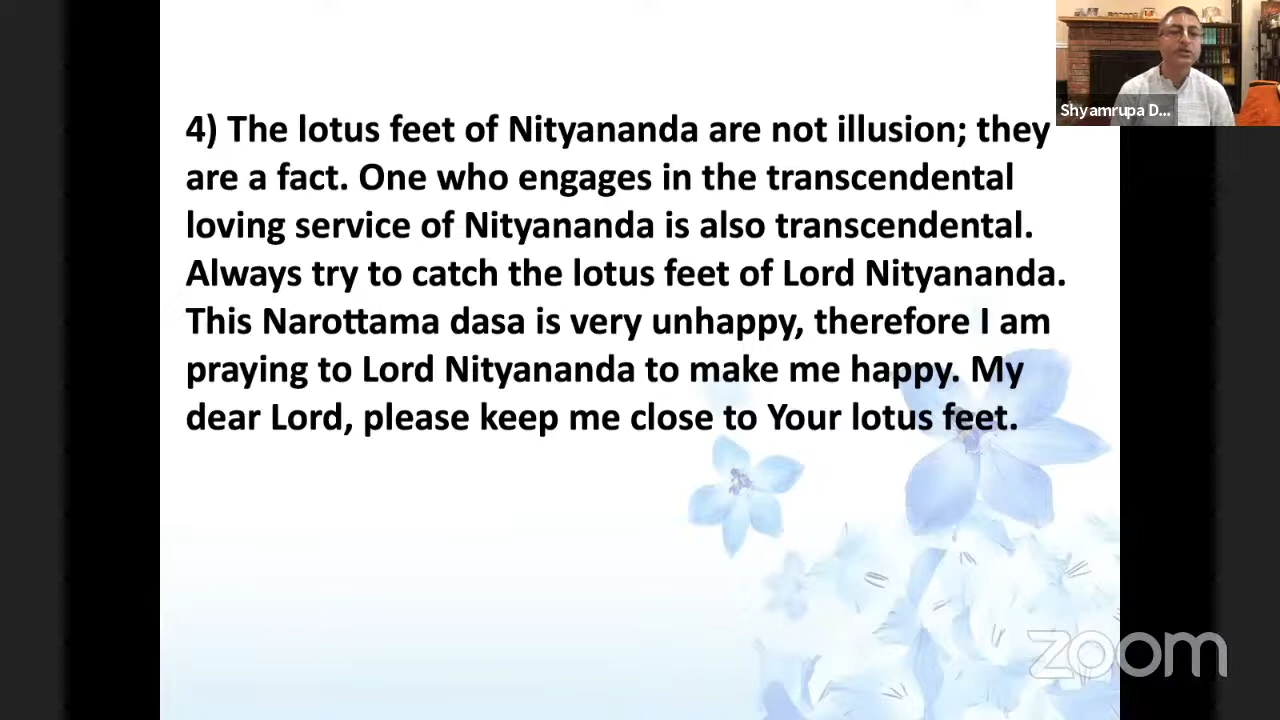 Shyamrupa D...
4) The lotus feet of Nityananda are not illusion; they
are a fact. One who engages in the transcendental
loving service of Nityananda is also transcendental.
Always try to catch the lotus feet of Lord Nityananda.
This Narottama dasa is very unhappy, therefore I am
praying to Lord Nityananda to make me happy. My
dear Lord, please keep me close to Your lotus feet.
zoom